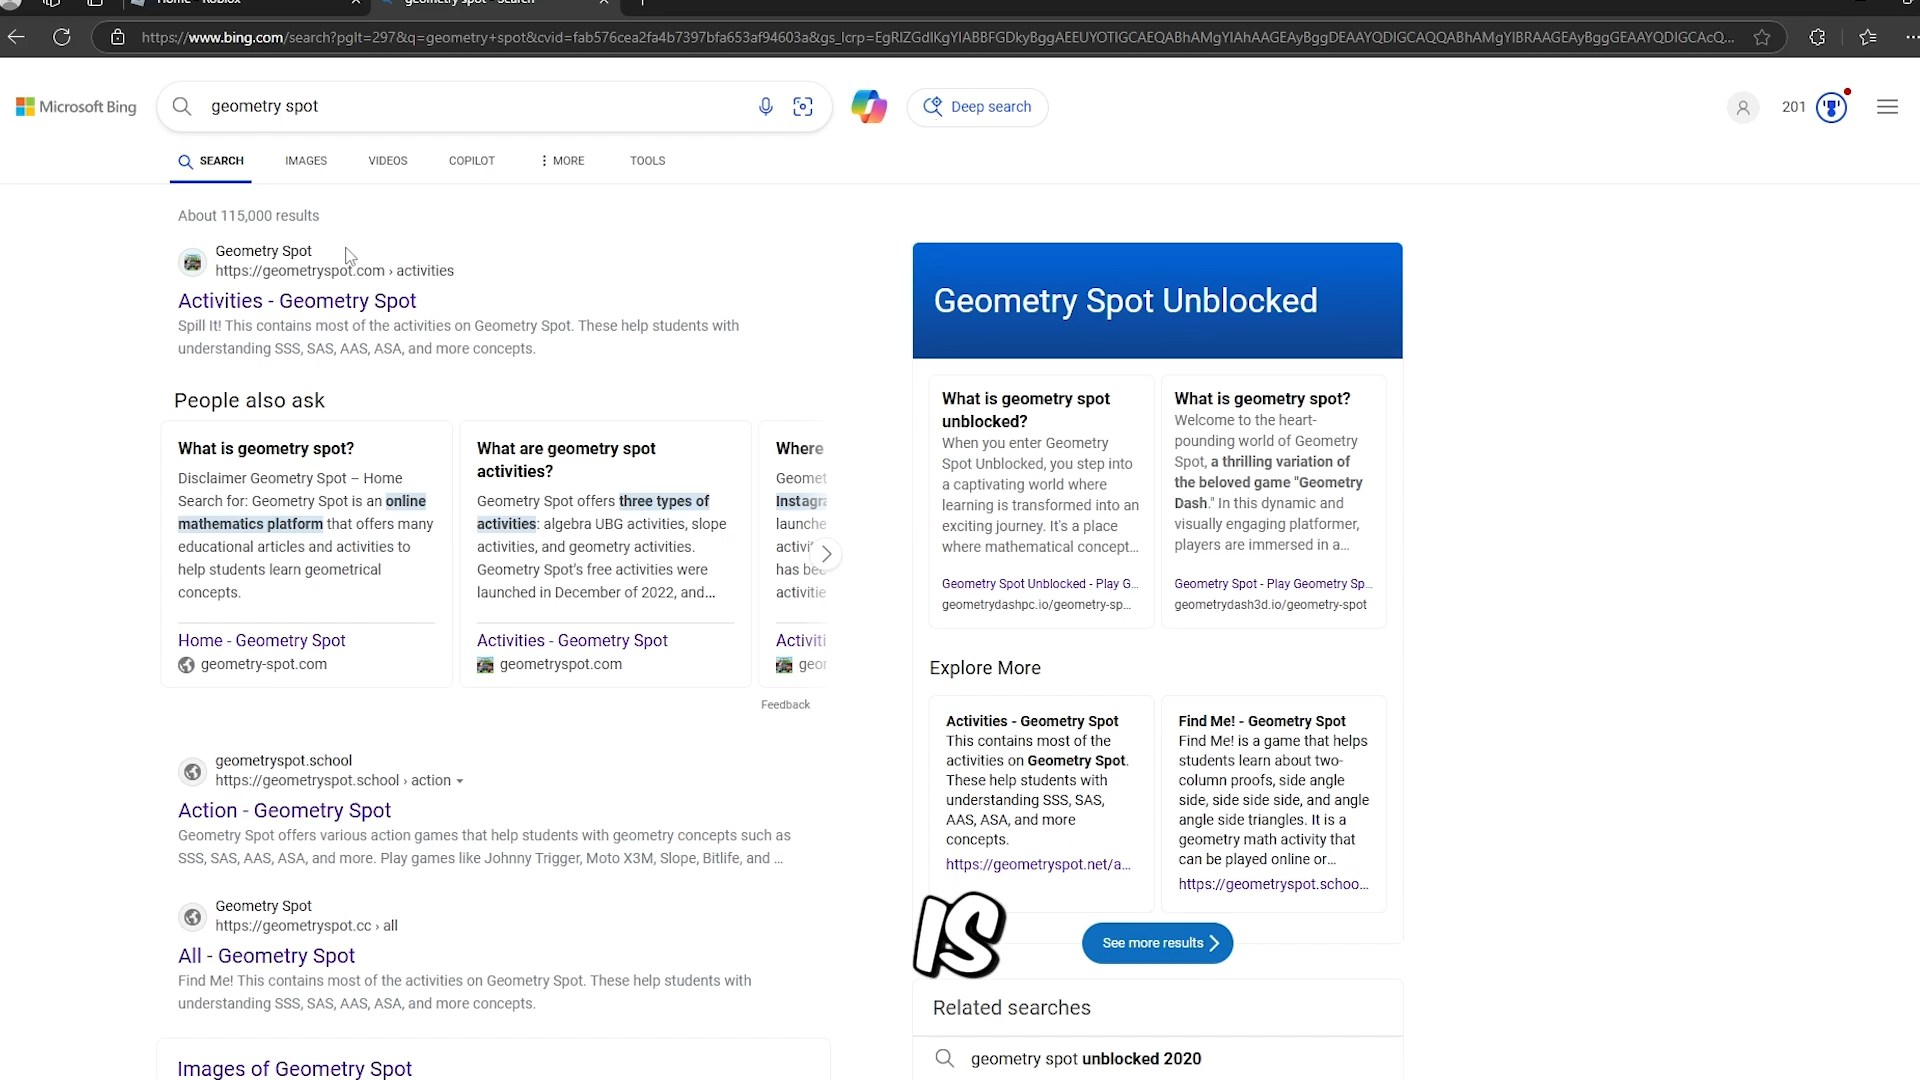 https://www.bing.com/search?pglt=297&q=geometry+spot&cvid=fab576cea2fa4b7397bfa653af94603a&gs_lcrp=EgRlZGdlKgYIABBFGDkyBggAEEUYOTIGCAEQABhAMgYIAhAAGEAyBggDEAAYQDIGCAQQABhAMgYIBRAAGEAyBggGEAAYQDIGCAcQ...
Microsoft Bing
geometry spot
Deep search
201
SEARCH
IMAGES
VIDEOS
COPILOT
MORE
TOOLS
About 115,000 results
Geometry Spot
https://geometryspot.com › activities
Activities - Geometry Spot
Spill It! This contains most of the activities on Geometry Spot. These help students with
understanding SSS, SAS, AAS, ASA, and more concepts.
People also ask
What is geometry spot?
Disclaimer Geometry Spot – Home
Search for: Geometry Spot is an online
mathematics platform that offers many
educational articles and activities to
help students learn geometrical
concepts.
Home - Geometry Spot
geometry-spot.com
What are geometry spot
activities?
Geometry Spot offers three types of
activities: algebra UBG activities, slope
activities, and geometry activities.
Geometry Spot's free activities were
launched in December of 2022, and...
Activities - Geometry Spot
geometryspot.com
Where
Geomet
Instagra
launche
activit
has be
activitie
Activiti
geor
Feedback
geometryspot.school
https://geometryspot.school › action
Action - Geometry Spot
Geometry Spot offers various action games that help students with geometry concepts such as
SSS, SAS, AAS, ASA, and more. Play games like Johnny Trigger, Moto X3M, Slope, Bitlife, and ...
Geometry Spot
https://geometryspot.cc › all
All - Geometry Spot
Find Me! This contains most of the activities on Geometry Spot. These help students with
understanding SSS, SAS, AAS, ASA, and more concepts.
Images of Geometry Spot
Geometry Spot Unblocked
What is geometry spot
unblocked?
When you enter Geometry
Spot Unblocked, you step into
a captivating world where
learning is transformed into an
exciting journey. It's a place
where mathematical concept...
Geometry Spot Unblocked - Play G...
geometrydashpc.io/geometry-sp...
What is geometry spot?
Welcome to the heart-
pounding world of Geometry
Spot, a thrilling variation of
the beloved game "Geometry
Dash." In this dynamic and
visually engaging platformer,
players are immersed in a...
Geometry Spot - Play Geometry Sp...
geometrydash3d.io/geometry-spot
Explore More
Activities - Geometry Spot
This contains most of the
activities on Geometry Spot.
These help students with
understanding SSS, SAS,
AAS, ASA, and more
concepts.
https://geometryspot.net/a...
Find Me! - Geometry Spot
Find Me! is a game that helps
students learn about two-
column proofs, side angle
side, side side side, and angle
angle side triangles. It is a
geometry math activity that
can be played online or...
https://geometryspot.schoo...
IS
See more results
Related searches
geometry spot unblocked 2020